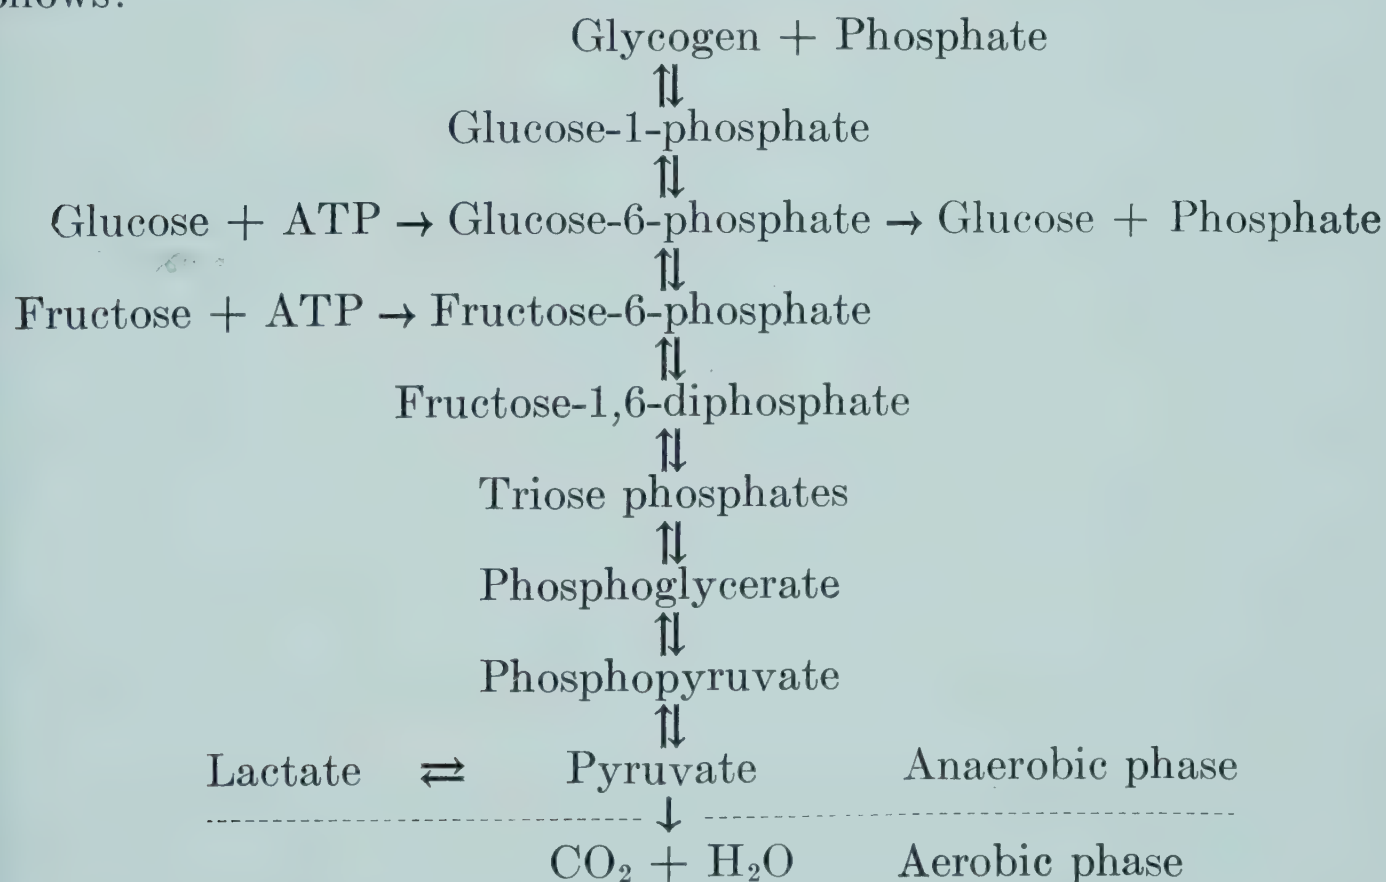 Glycogen + Phosphate
⇅
Glucose-1-phosphate
⇅
Glucose + ATP → Glucose-6-phosphate → Glucose + Phosphate
⇅
Fructose + ATP → Fructose-6-phosphate
⇅
Fructose-1,6-diphosphate
⇅
Triose phosphates
⇅
Phosphoglycerate
⇅
Phosphopyruvate
⇅
Lactate ⇄ Pyruvate Anaerobic phase
↓
CO₂ + H₂O Aerobic phase